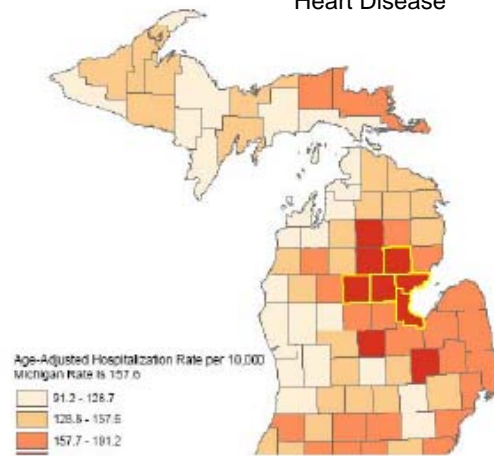 Heart Disease
Age-Adjusted Hospitalization Rate per 10,000
Michigan Rate is 157.6
91.2 - 128.7
128.8 - 157.6
157.7 - 191.2